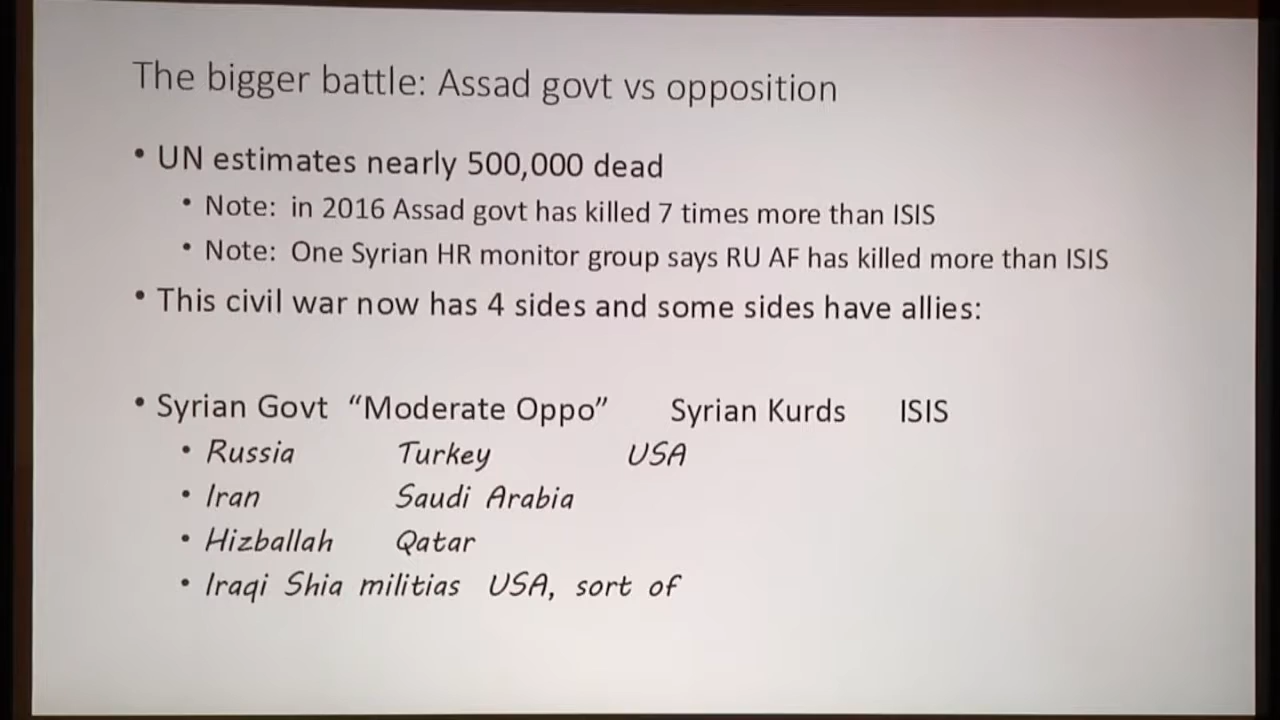 The bigger battle: Assad govt vs opposition
• UN estimates nearly 500,000 dead
• Note: in 2016 Assad govt has killed 7 times more than ISIS
• Note: One Syrian HR monitor group says RU AF has killed more than ISIS
• This civil war now has 4 sides and some sides have allies:
• Syrian Govt "Moderate Oppo" Syrian Kurds ISIS
• Russia Turkey USA
• Iran Saudi Arabia
• Hizballah Qatar
• Iraqi Shia militias USA, sort of